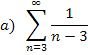 a) ∑_{n=3}^{∞} 1/(n − 3)